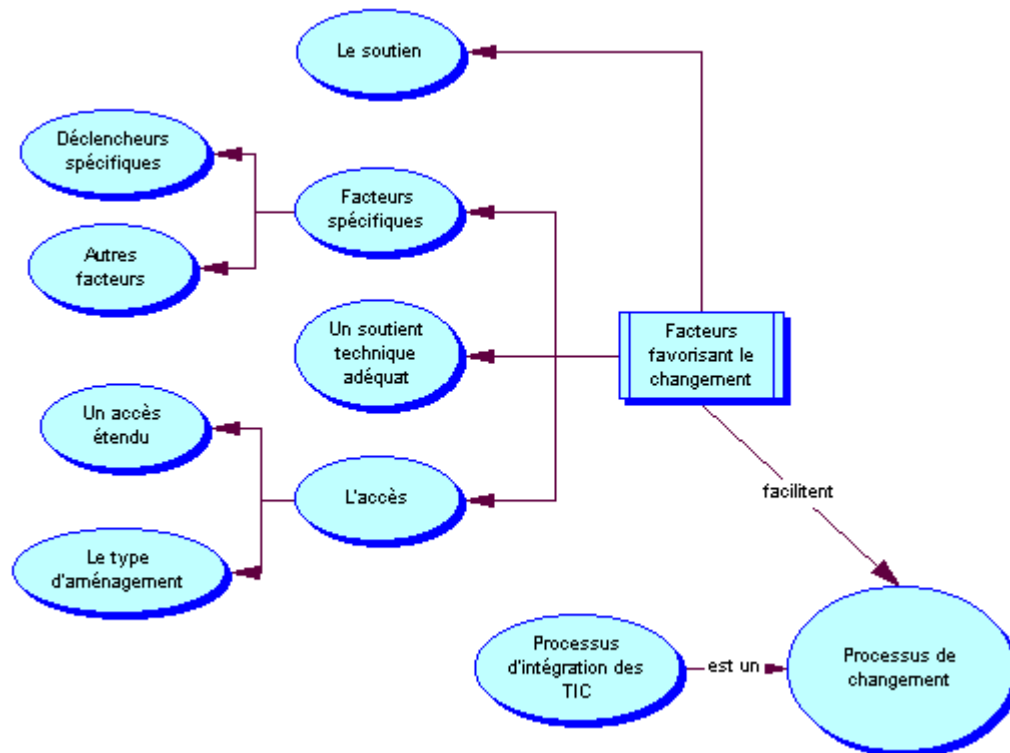 Le soutien
Déclencheurs
spécifiques
Facteurs
spécifiques
Autres
facteurs
Un soutient
technique
adéquat
Facteurs
favorisant le
changement
Un accès
étendu
L'accès
Le type
d'aménagement
facilitent
Processus
d'intégration des
TIC
est un
Processus de
changement